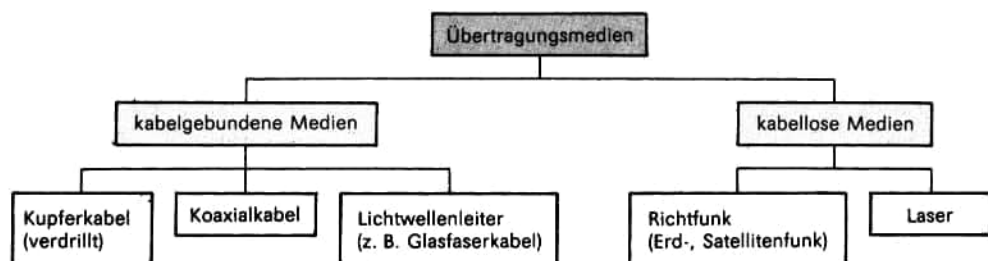 Übertragungsmedien
kabelgebundene Medien
kabellose Medien
Kupferkabel
(verdrillt)
Koaxialkabel
Lichtwellenleiter
(z. B. Glasfaserkabel)
Richtfunk
(Erd-, Satellitenfunk)
Laser